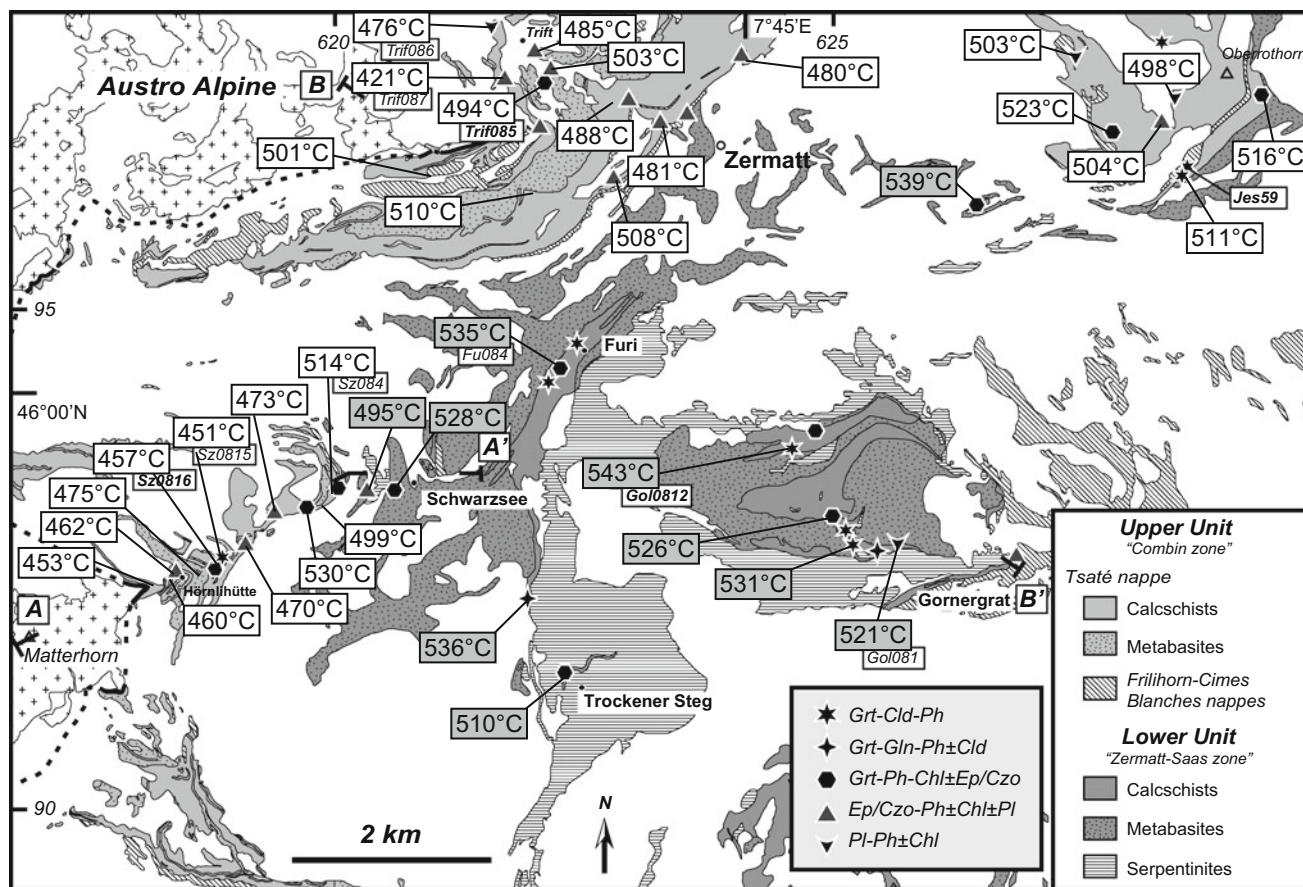 476°C
Trif086
620
Trift
485°C
7°45'E
625
503°C
503°C
498°C
Oberrothorn
421°C
Trif087
480°C
Austro Alpine
B
494°C
523°C
Trif085
488°C
501°C
481°C
Zermatt
504°C
516°C
539°C
Jes59
510°C
508°C
511°C
95
535°C
Fu084
Furi
514°C
Sz084
46°00'N
473°C
495°C
528°C
451°C
Sz0815
A'
457°C
Sz0816
543°C
Gol0812
475°C
Schwarzsee
462°C
499°C
526°C
453°C
530°C
531°C
Hörnlihütte
470°C
460°C
A
Gornergrat
B'
Matterhorn
536°C
521°C
Gol081
Trockener Steg
510°C
90
2 km
N
Grt-Cld-Ph
Grt-Gln-Ph±Cld
Grt-Ph-Chl±Ep/Czo
Ep/Czo-Ph±Chl±Pl
Pl-Ph±Chl
Upper Unit
"Combin zone"
Tsaté nappe
Calcschists
Metabasites
Frilihorn-Cimes
Blanches nappes
Lower Unit
"Zermatt-Saas zone"
Calcschists
Metabasites
Serpentinites